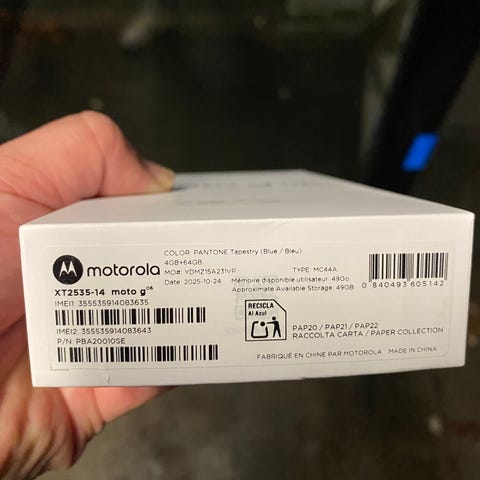 motorola
XT2535-14 moto g06
IMEI1: 355535914083635
IMEI2: 355535914083643
P/N: PBA20010SE
COLOR: PANTONE Tapestry (Blue / Bleu)
4GB+64GB
MO#: YDMZ15A231VP TYPE: MC44A
Date: 2025-10-24 Mémoire disponible utilisateur: 49Go
Approximate Available Storage: 49GB
0 840493 605142
RECICLA
Al Azul
PAP20 / PAP21 / PAP22
RACCOLTA CARTA / PAPER COLLECTION
FABRIQUÉ EN CHINE PAR MOTOROLA MADE IN CHINA